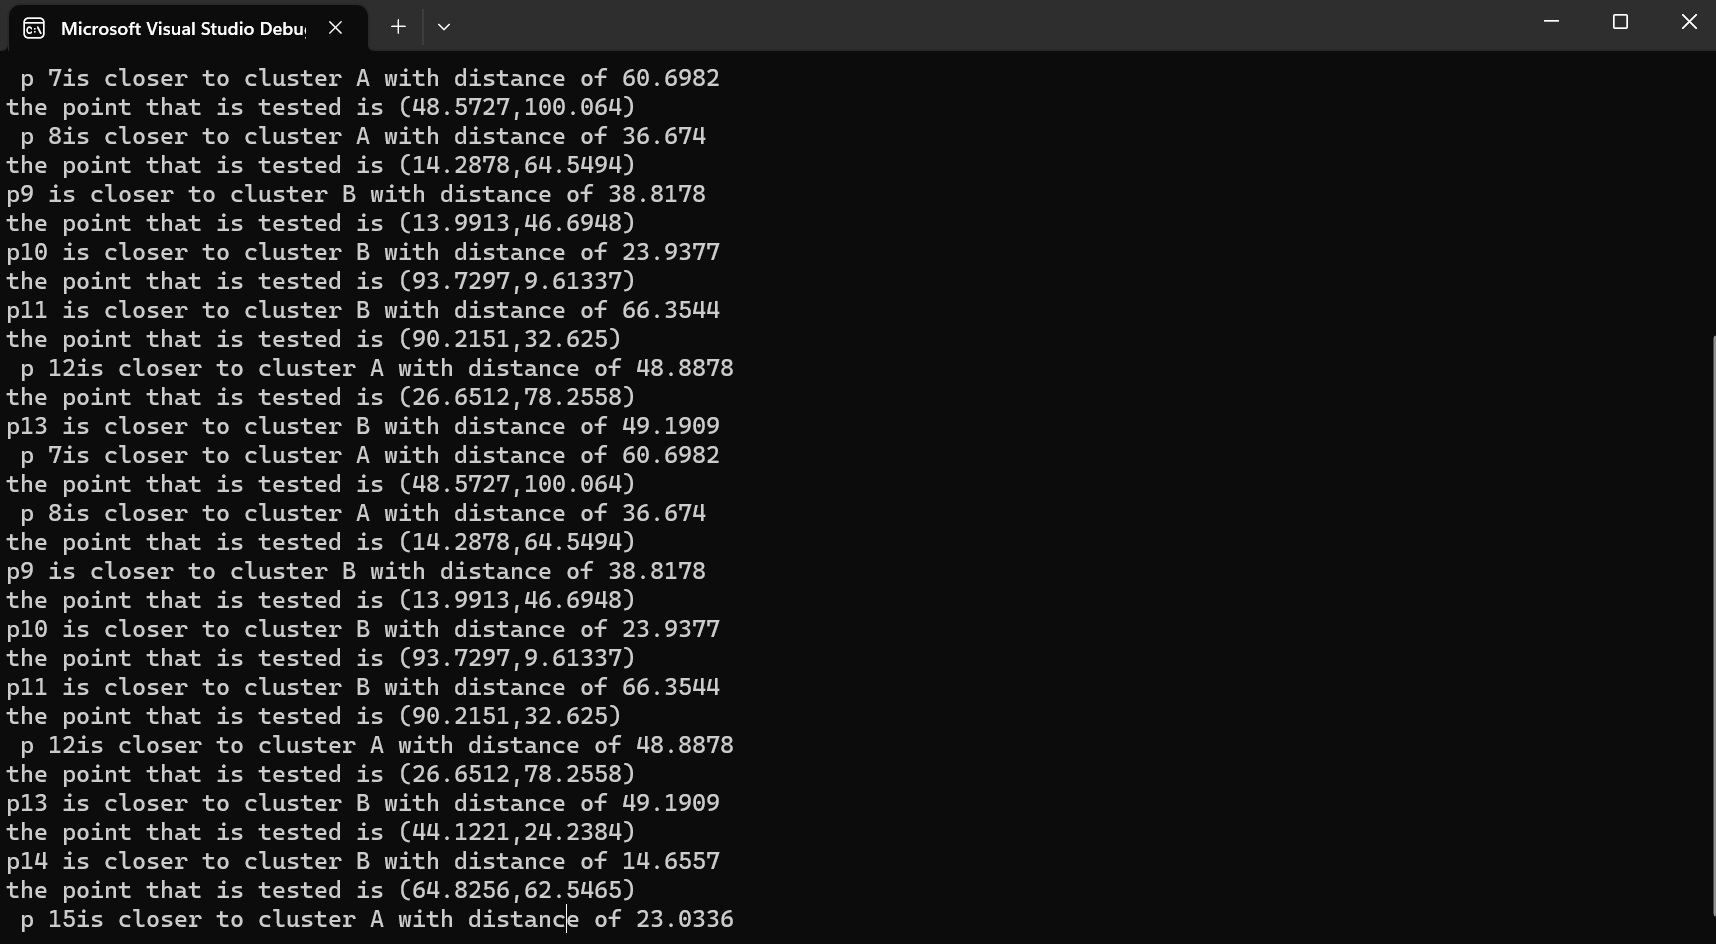 Microsoft Visual Studio Debu
p 7is closer to cluster A with distance of 60.6982
the point that is tested is (48.5727,100.064)
p 8is closer to cluster A with distance of 36.674
the point that is tested is (14.2878,64.5494)
p9 is closer to cluster B with distance of 38.8178
the point that is tested is (13.9913,46.6948)
p10 is closer to cluster B with distance of 23.9377
the point that is tested is (93.7297,9.61337)
p11 is closer to cluster B with distance of 66.3544
the point that is tested is (90.2151,32.625)
p 12is closer to cluster A with distance of 48.8878
the point that is tested is (26.6512,78.2558)
p13 is closer to cluster B with distance of 49.1909
p 7is closer to cluster A with distance of 60.6982
the point that is tested is (48.5727,100.064)
p 8is closer to cluster A with distance of 36.674
the point that is tested is (14.2878,64.5494)
p9 is closer to cluster B with distance of 38.8178
the point that is tested is (13.9913,46.6948)
p10 is closer to cluster B with distance of 23.9377
the point that is tested is (93.7297,9.61337)
p11 is closer to cluster B with distance of 66.3544
the point that is tested is (90.2151,32.625)
p 12is closer to cluster A with distance of 48.8878
the point that is tested is (26.6512,78.2558)
p13 is closer to cluster B with distance of 49.1909
the point that is tested is (44.1221,24.2384)
p14 is closer to cluster B with distance of 14.6557
the point that is tested is (64.8256,62.5465)
p 15is closer to cluster A with distance of 23.0336